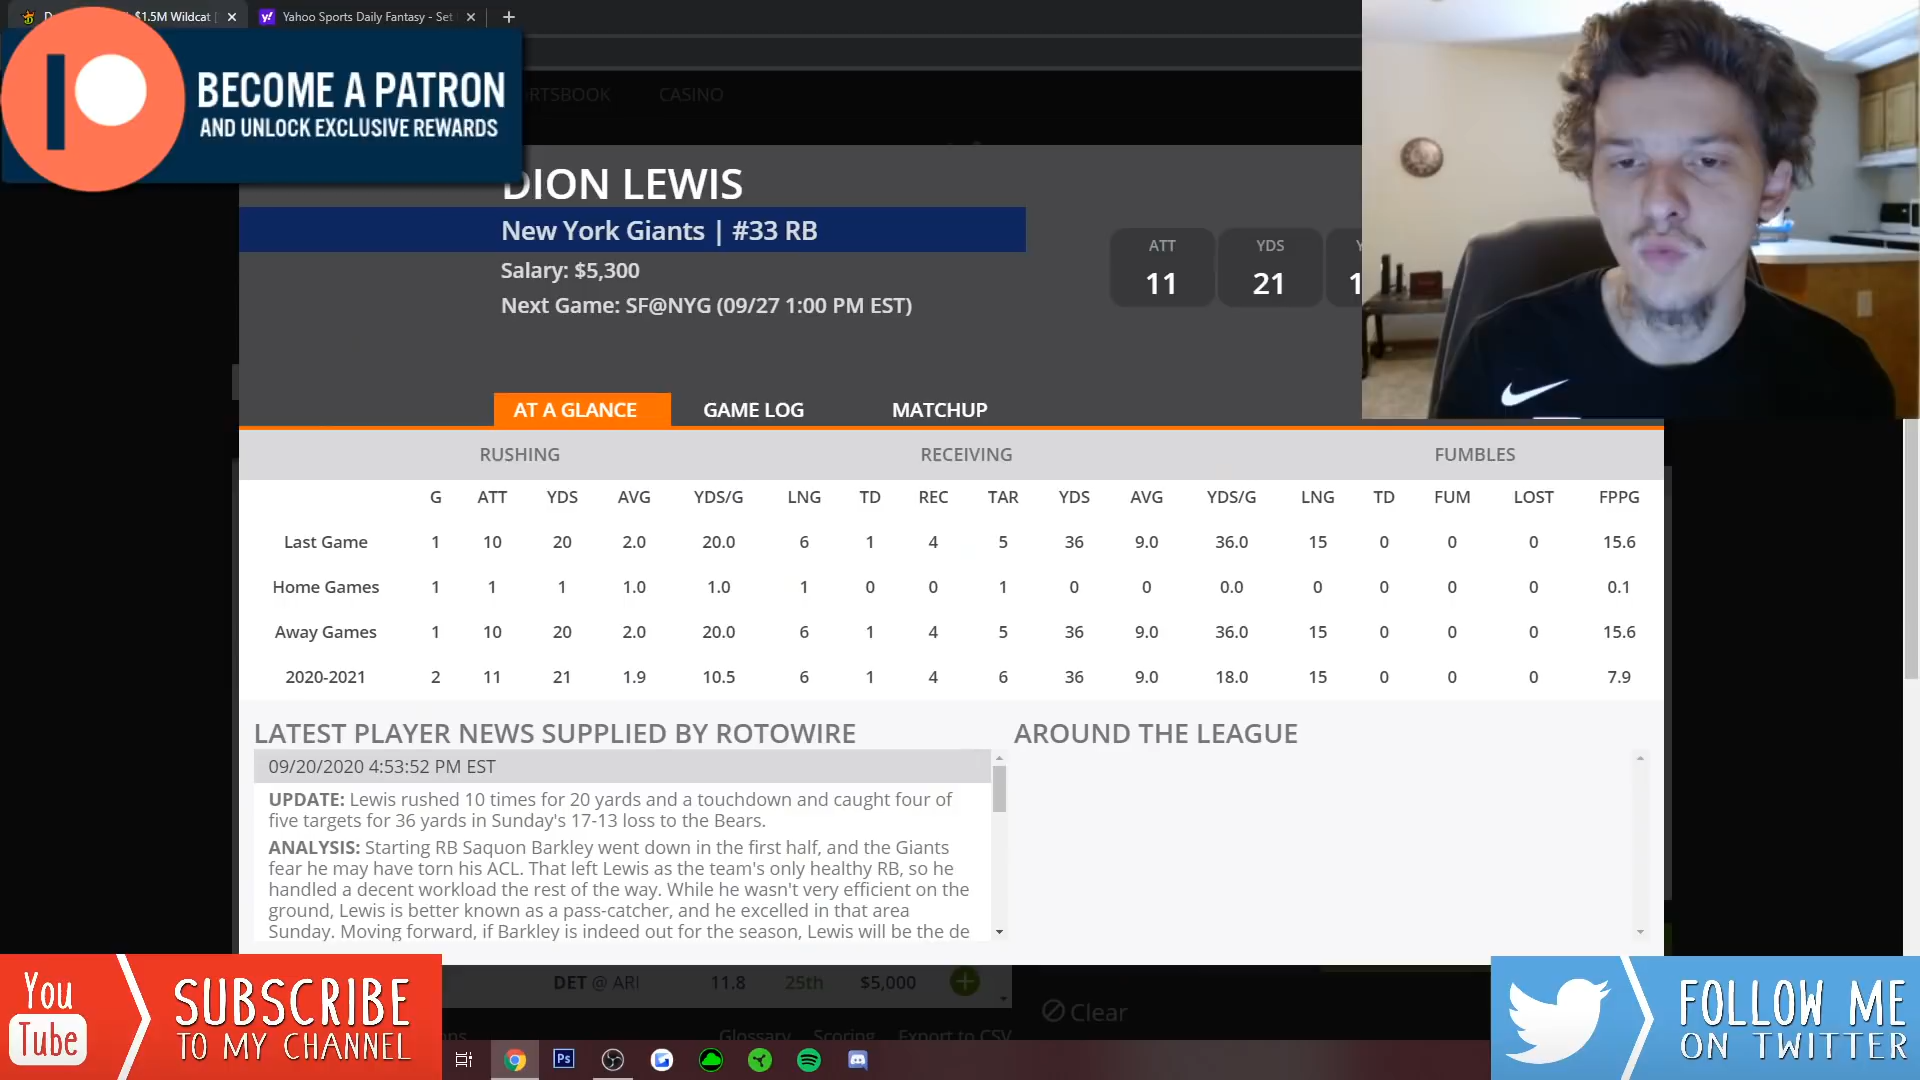 $1.5M Wildcat
Yahoo Sports Daily Fantasy - Set
BECOME A PATRON
AND UNLOCK EXCLUSIVE REWARDS
RTSBOOK
CASINO
DION LEWIS
New York Giants | #33 RB
Salary: $5,300
Next Game: SF@NYG (09/27 1:00 PM EST)
ATT YDS Y
11 21 1
AT A GLANCE GAME LOG MATCHUP
RUSHING RECEIVING FUMBLES
G ATT YDS AVG YDS/G LNG TD REC TAR YDS AVG YDS/G LNG TD FUM LOST FPPG
Last Game 1 10 20 2.0 20.0 6 1 4 5 36 9.0 36.0 15 0 0 0 15.6
Home Games 1 1 1 1.0 1.0 1 0 0 1 0 0 0.0 0 0 0 0 0.1
Away Games 1 10 20 2.0 20.0 6 1 4 5 36 9.0 36.0 15 0 0 0 15.6
2020-2021 2 11 21 1.9 10.5 6 1 4 6 36 9.0 18.0 15 0 0 0 7.9
LATEST PLAYER NEWS SUPPLIED BY ROTOWIRE
09/20/2020 4:53:52 PM EST
UPDATE: Lewis rushed 10 times for 20 yards and a touchdown and caught four of
five targets for 36 yards in Sunday's 17-13 loss to the Bears.
ANALYSIS: Starting RB Saquon Barkley went down in the first half, and the Giants
fear he may have torn his ACL. That left Lewis as the team's only healthy RB, so he
handled a decent workload the rest of the way. While he wasn't very efficient on the
ground, Lewis is better known as a pass-catcher, and he excelled in that area
Sunday. Moving forward, if Barkley is indeed out for the season, Lewis will be the de
AROUND THE LEAGUE
DET @ ARI 11.8 25th $5,000
Clear
Glossary Scoring Export to CSV
You
Tube
SUBSCRIBE
TO MY CHANNEL
Ps
FOLLOW ME
ON TWITTER